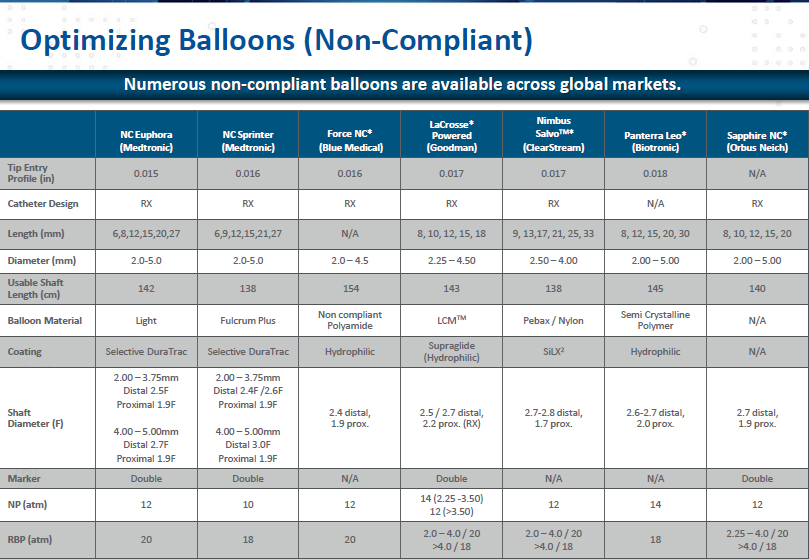 Optimizing Balloons (Non-Compliant)
Numerous non-compliant balloons are available across global markets.
NC Euphora
(Medtronic)
NC Sprinter
(Medtronic)
Force NC*
(Blue Medical)
LaCrosse*
Powered
(Goodman)
Nimbus
Salvo™*
(ClearStream)
Panterra Leo*
(Biotronic)
Sapphire NC*
(Orbus Neich)
Tip Entry
Profile (in)
0.015
0.016
0.016
0.017
0.017
0.018
N/A
Catheter Design
RX
RX
RX
RX
RX
N/A
RX
Length (mm)
6,8,12,15,20,27
6,9,12,15,21,27
N/A
8, 10, 12, 15, 18
9, 13,17, 21, 25, 33
8, 12, 15, 20, 30
8, 10, 12, 15, 20
Diameter (mm)
2.0-5.0
2.0-5.0
2.0 – 4.5
2.25 – 4.50
2.50 – 4.00
2.00 – 5.00
2.00 – 5.00
Usable Shaft
Length (cm)
142
138
154
143
138
145
140
Balloon Material
Light
Fulcrum Plus
Non compliant
Polyamide
LCM™
Pebax / Nylon
Semi Crystalline
Polymer
N/A
Coating
Selective DuraTrac
Selective DuraTrac
Hydrophilic
Supraglide
(Hydrophilic)
SiLX²
Hydrophilic
N/A
Shaft
Diameter (F)
2.00 – 3.75mm
Distal 2.5F
Proximal 1.9F
4.00 – 5.00mm
Distal 2.7F
Proximal 1.9F
2.00 – 3.75mm
Distal 2.4F /2.6F
Proximal 1.9F
4.00 – 5.00mm
Distal 3.0F
Proximal 1.9F
2.4 distal,
1.9 prox.
2.5 / 2.7 distal,
2.2 prox. (RX)
2.7-2.8 distal,
1.7 prox.
2.6-2.7 distal,
2.0 prox.
2.7 distal,
1.9 prox.
Marker
Double
Double
N/A
Double
N/A
N/A
Double
NP (atm)
12
10
12
14 (2.25 -3.50)
12 (>3.50)
12
14
12
RBP (atm)
20
18
20
2.0 – 4.0 / 20
>4.0 / 18
2.0 – 4.0 / 20
>4.0 / 18
18
2.25 – 4.0 / 20
>4.0 / 18